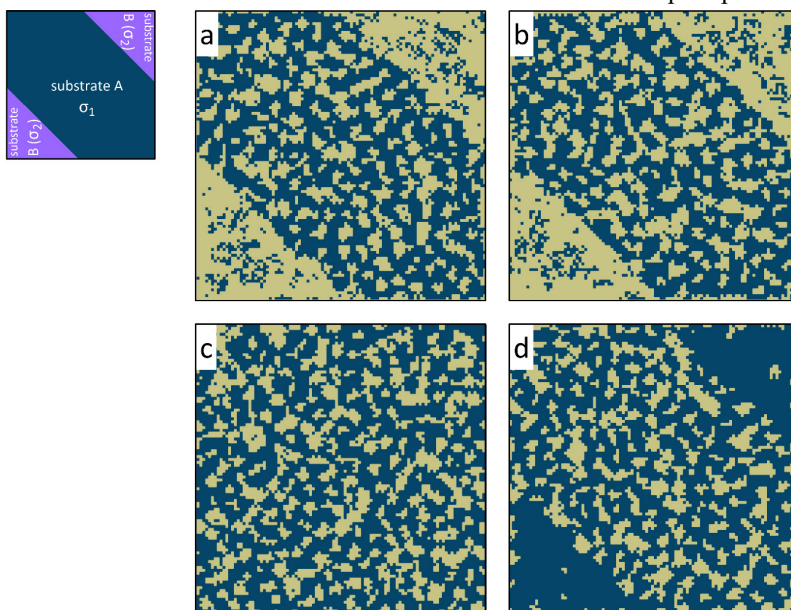 substrate
B (σ2)
substrate A
σ1
substrate
B (σ2)
a
b
c
d